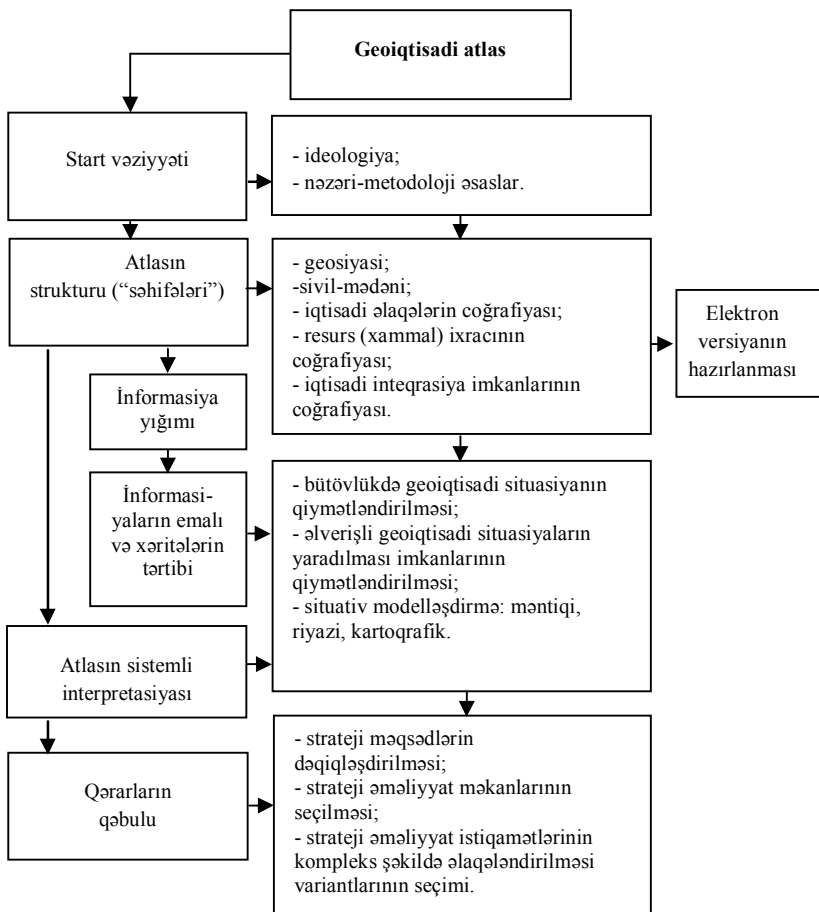 Geoiqtisadi atlas
Start vəziyyəti
- ideologiya;
- nəzəri-metodoloji əsaslar.
Atlasın
strukturu (“səhifələri”)
- geosiyasi;
-sivil-mədəni;
- iqtisadi əlaqələrin coğrafiyası;
- resurs (xammal) ixracının
coğrafiyası;
- iqtisadi inteqrasiya imkanlarının
coğrafiyası.
Elektron
versiyanın
hazırlanması
İnformasiya
yığımı
İnformasi-
yaların emalı
və xəritələrin
tərtibi
- bütövlükdə geoiqtisadi situasiyanın
qiymətləndirilməsi;
- əlverişli geoiqtisadi situasiyaların
yaradılması imkanlarının
qiymətləndirilməsi;
- situativ modelləşdirmə: məntiqi,
riyazi, kartoqrafik.
Atlasın sistemli
interpretasiyası
Qərarların
qəbulu
- strateji məqsədlərin
dəqiqləşdirilməsi;
- strateji əməliyyat məkanlarının
seçilməsi;
- strateji əməliyyat istiqamətlərinin
kompleks şəkildə əlaqələndirilməsi
variantlarının seçimi.